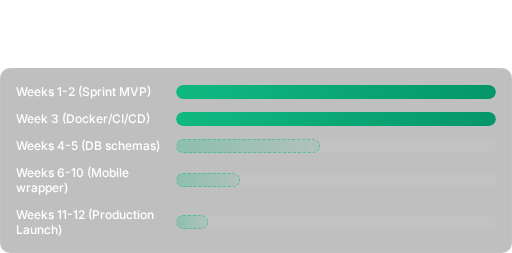 Weeks 1-2 (Sprint MVP)
Week 3 (Docker/CI/CD)
Weeks 4-5 (DB schemas)
Weeks 6-10 (Mobile
wrapper)
Weeks 11-12 (Production
Launch)